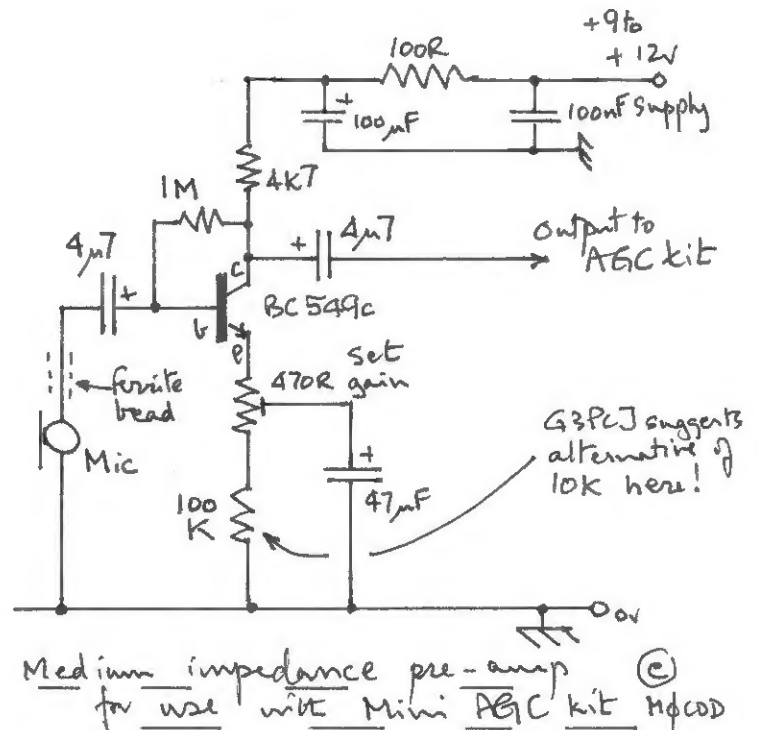 +9 to
+ 12v
100R
+
100µF
100nF
Supply
1M
4K7
4µ7
+
+
4µ7
Output to
AGC kit
c
BC549c
b
e
set
gain
470R
ferrite
bead
Mic
+
47µF
G3PCJ suggests
alternative of
10K here!
100
K
0v
Medium impedance pre-amp (e)
for use with Mini AGC kit MφCOD